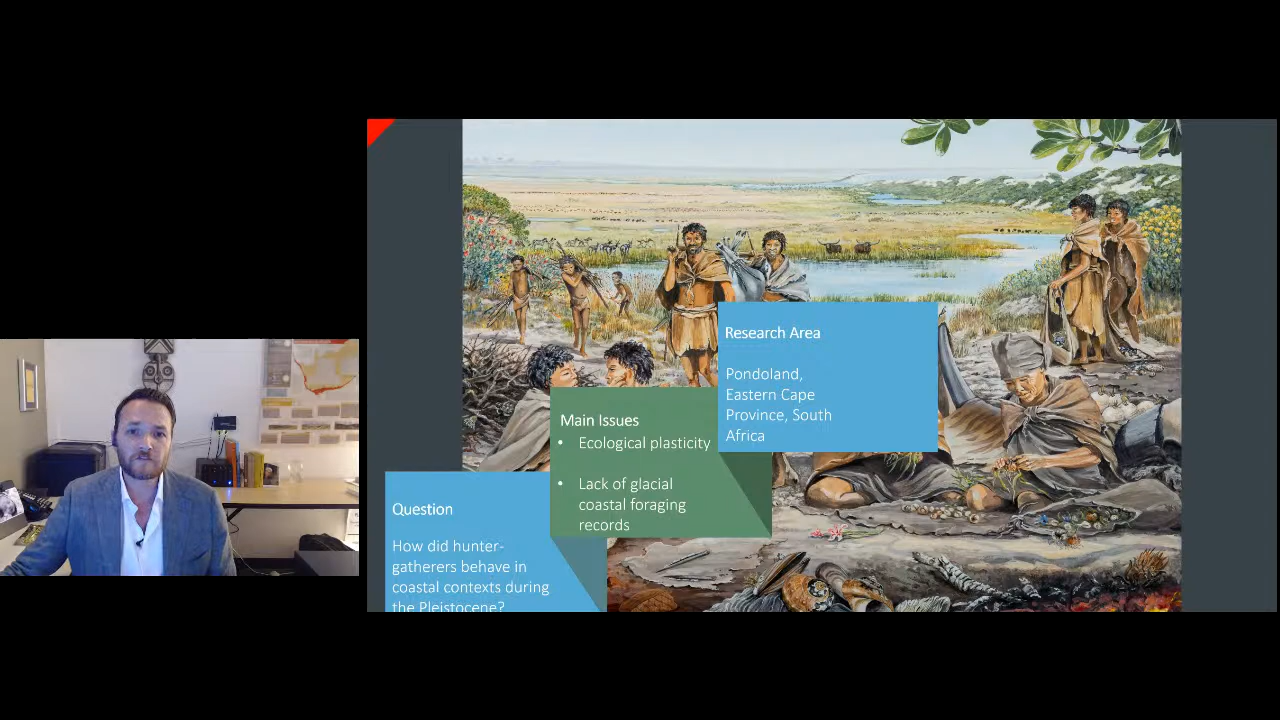 Research Area
Pondoland,
Eastern Cape
Province, South
Africa
Main Issues
• Ecological plasticity
• Lack of glacial
coastal foraging
records
Question
How did hunter-
gatherers behave in
coastal contexts during
the Pleistocene?